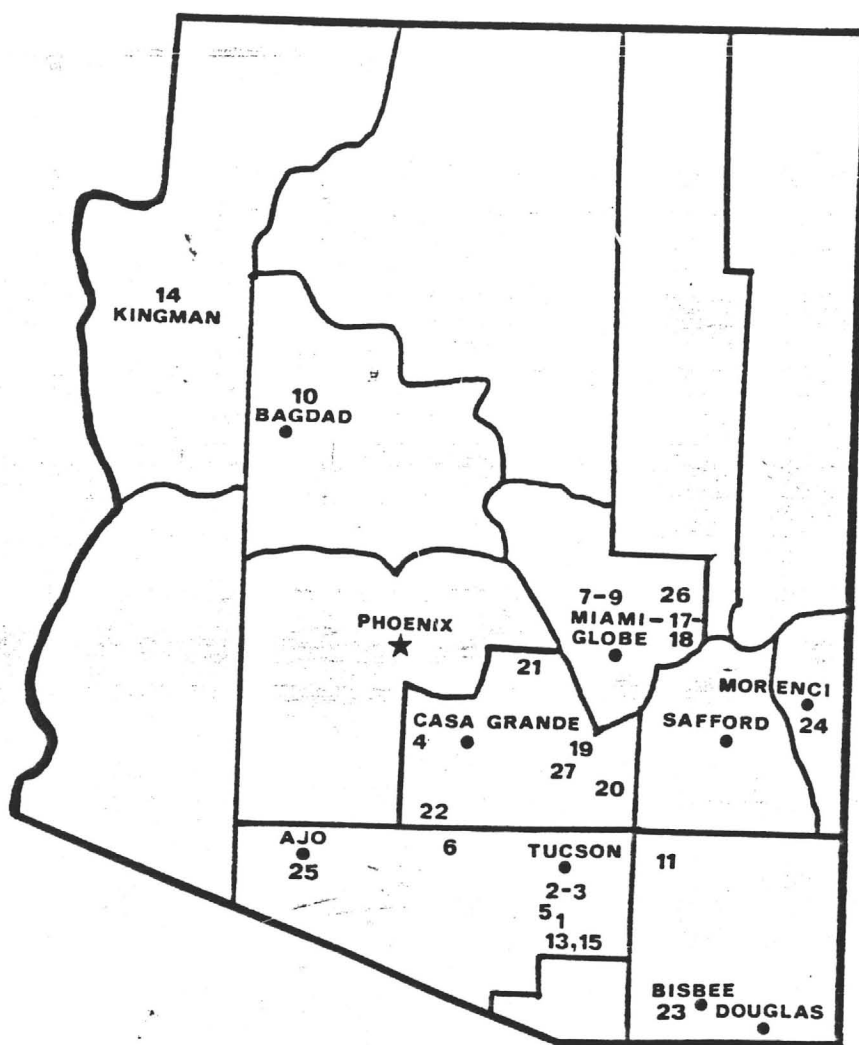 14
KINGMAN
10
BAGDAD
7-9 26
MIAMI-17-
GLOBE 18
PHOENIX
21
MORENCI
24
CASA GRANDE
4
SAFFORD
19
27
20
22
AJO
25
6
TUCSON
2-3
5 1
13,15
11
BISBEE
23
DOUGLAS